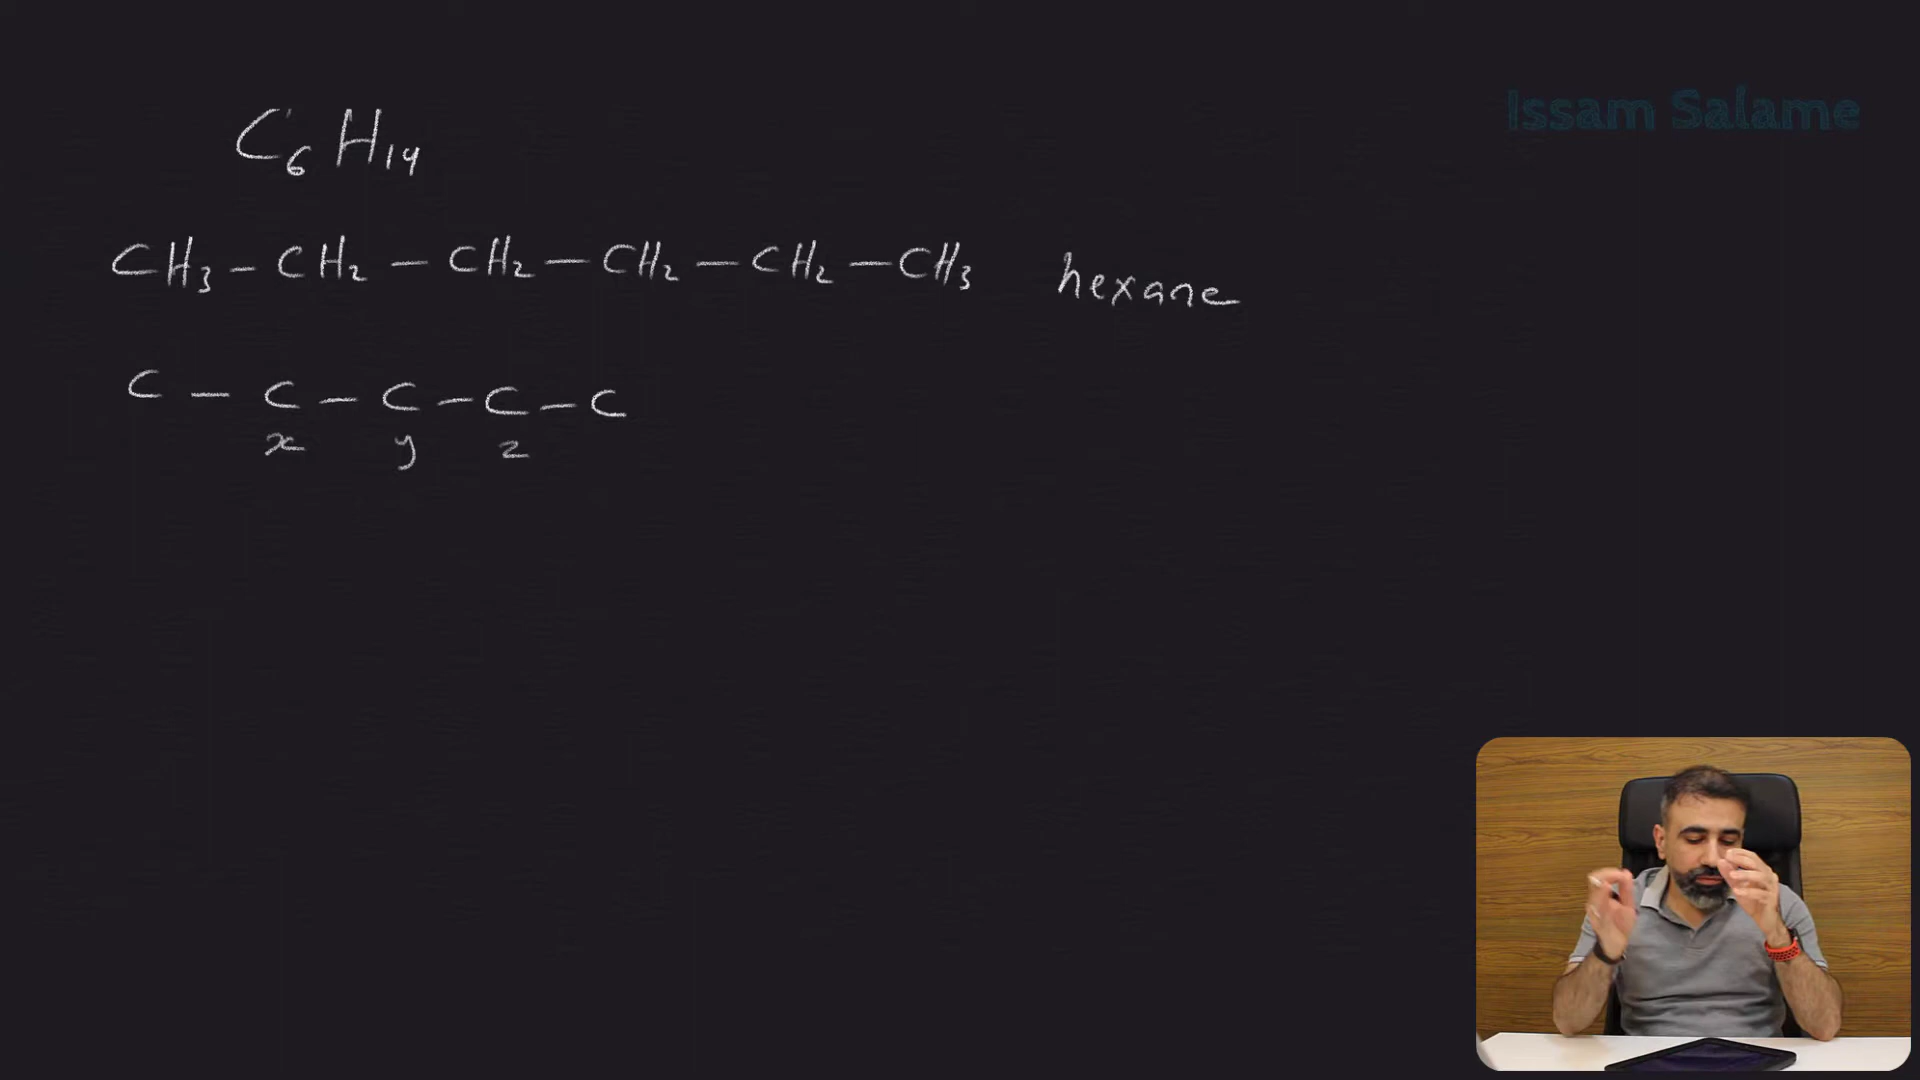 Issam Salame
C₆H₁₄
CH₃ - CH₂ - CH₂ - CH₂ - CH₂ - CH₃ hexane
C - C - C - C - C
x y z